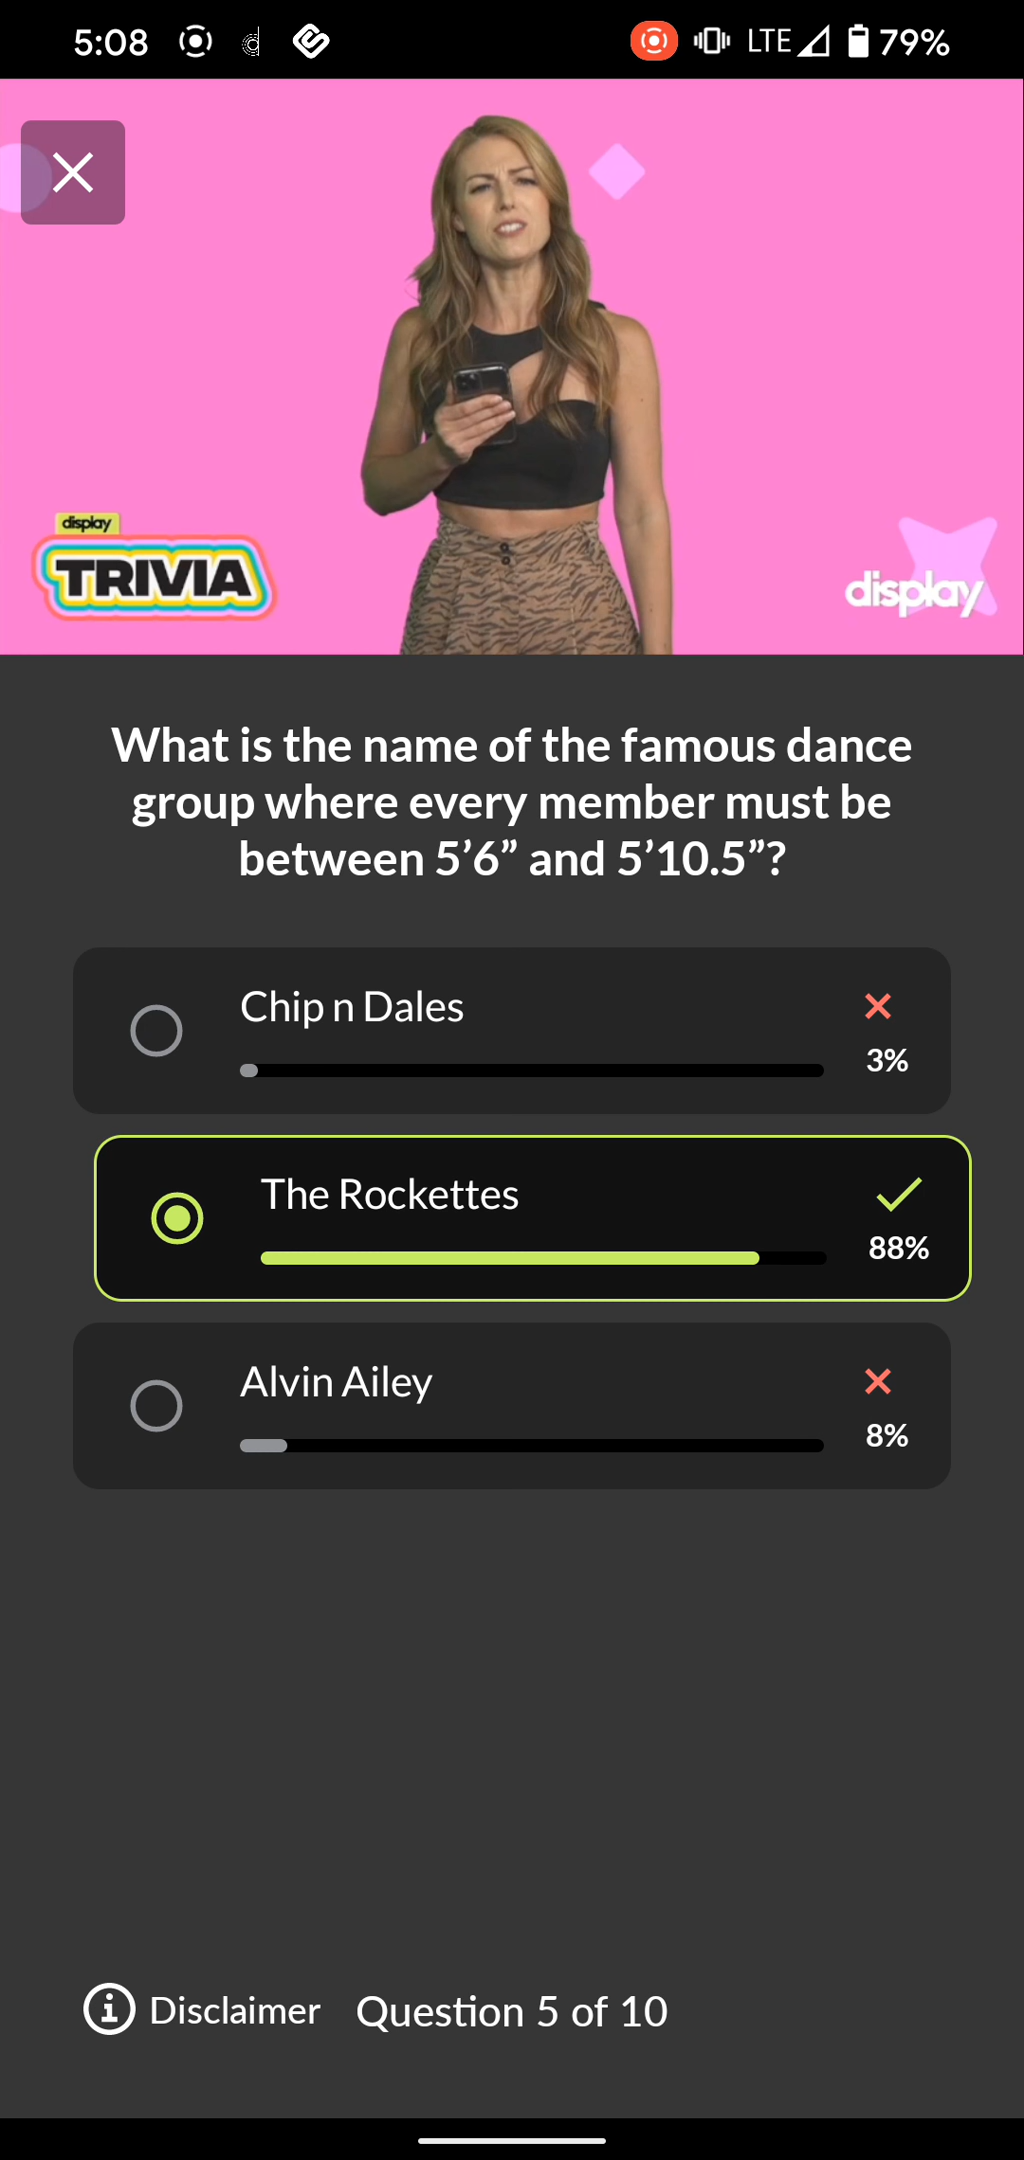 5:08
LTE
79%
display
TRIVIA
display
What is the name of the famous dance
group where every member must be
between 5’6” and 5’10.5”?
Chip n Dales
3%
The Rockettes
88%
Alvin Ailey
8%
Disclaimer
Question 5 of 10